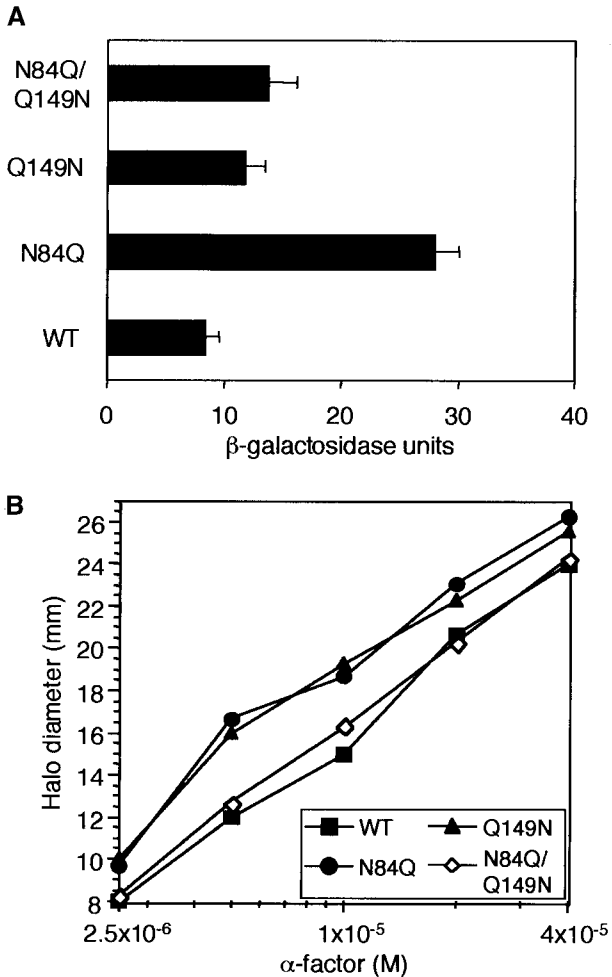 A
N84Q/
Q149N
Q149N
N84Q
WT
0 10 20 30 40
β-galactosidase units
B
Halo diameter (mm)
26
24
22
20
18
16
14
12
10
8
WT Q149N
N84Q N84Q/
Q149N
2.5x10⁻⁶ 1x10⁻⁵ 4x10⁻⁵
α-factor (M)